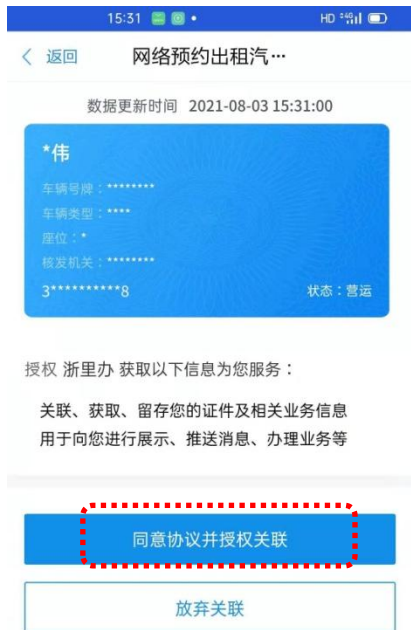 15:31 HD 4G
返回 网络预约出租汽…
数据更新时间 2021-08-03 15:31:00
*伟
车辆号牌：********
车辆类型：****
座位：*
核发机关：********
3**********8 状态：营运
授权 浙里办 获取以下信息为您服务：
关联、获取、留存您的证件及相关业务信息
用于向您进行展示、推送消息、办理业务等
同意协议并授权关联
放弃关联